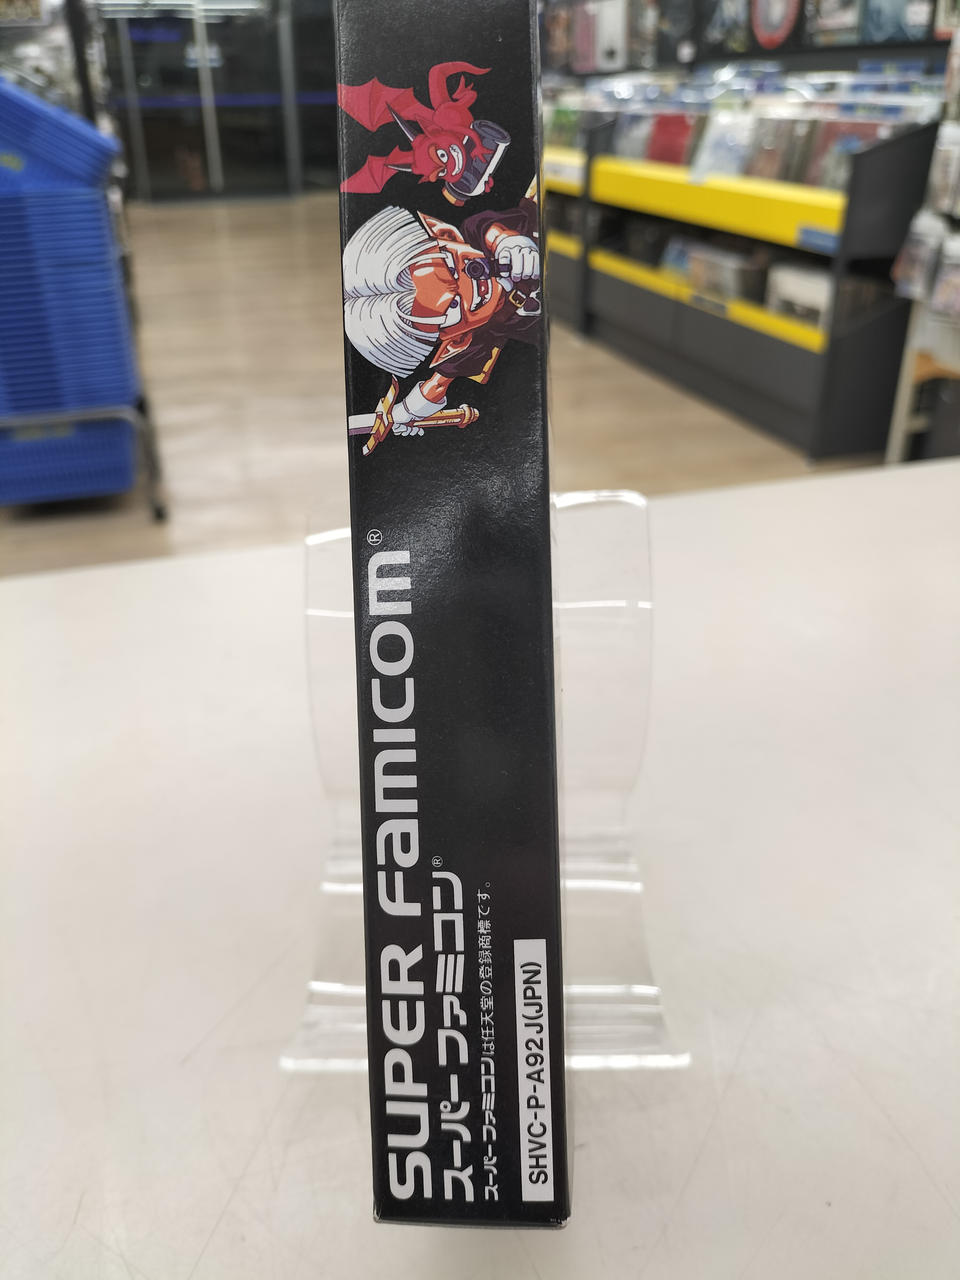 SUPER Famicom®
スーパーファミコン®
スーパーファミコンは任天堂の登録商標です。
SHVC-P-A92J(JPN)